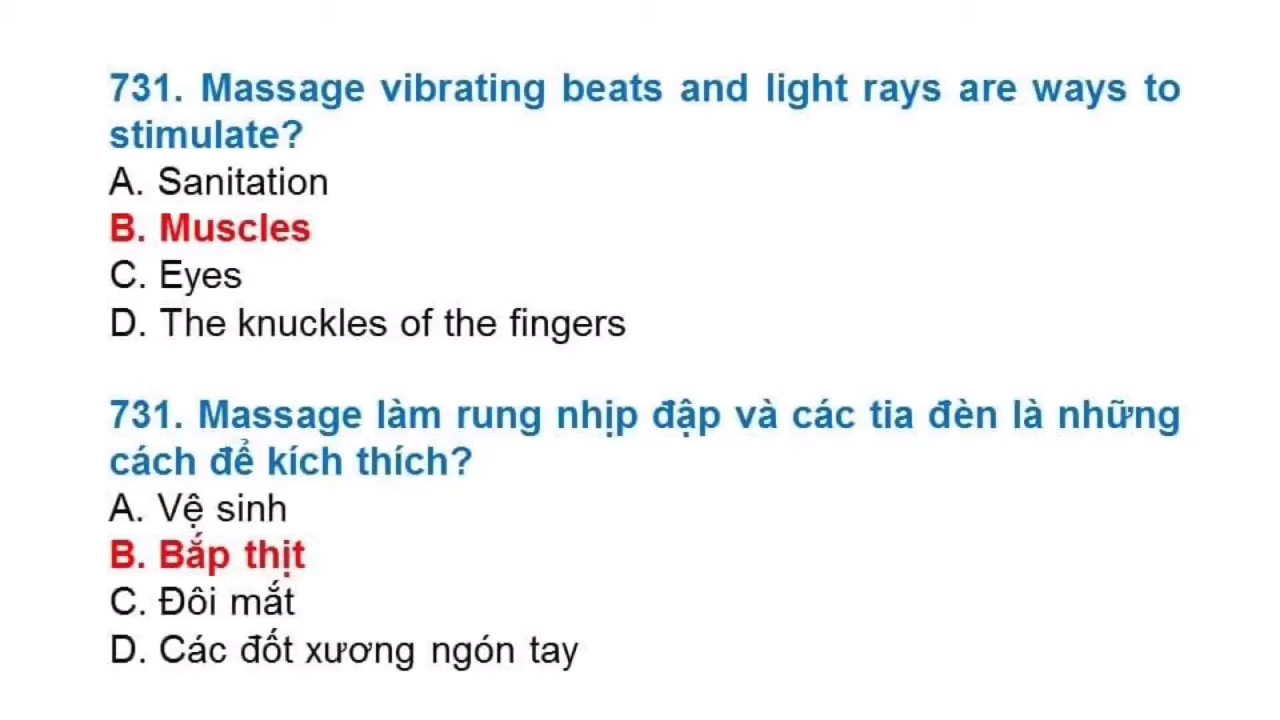 731. Massage vibrating beats and light rays are ways to
stimulate?
A. Sanitation
B. Muscles
C. Eyes
D. The knuckles of the fingers
731. Massage làm rung nhịp đập và các tia đèn là những
cách để kích thích?
A. Vệ sinh
B. Bắp thịt
C. Đôi mắt
D. Các đốt xương ngón tay